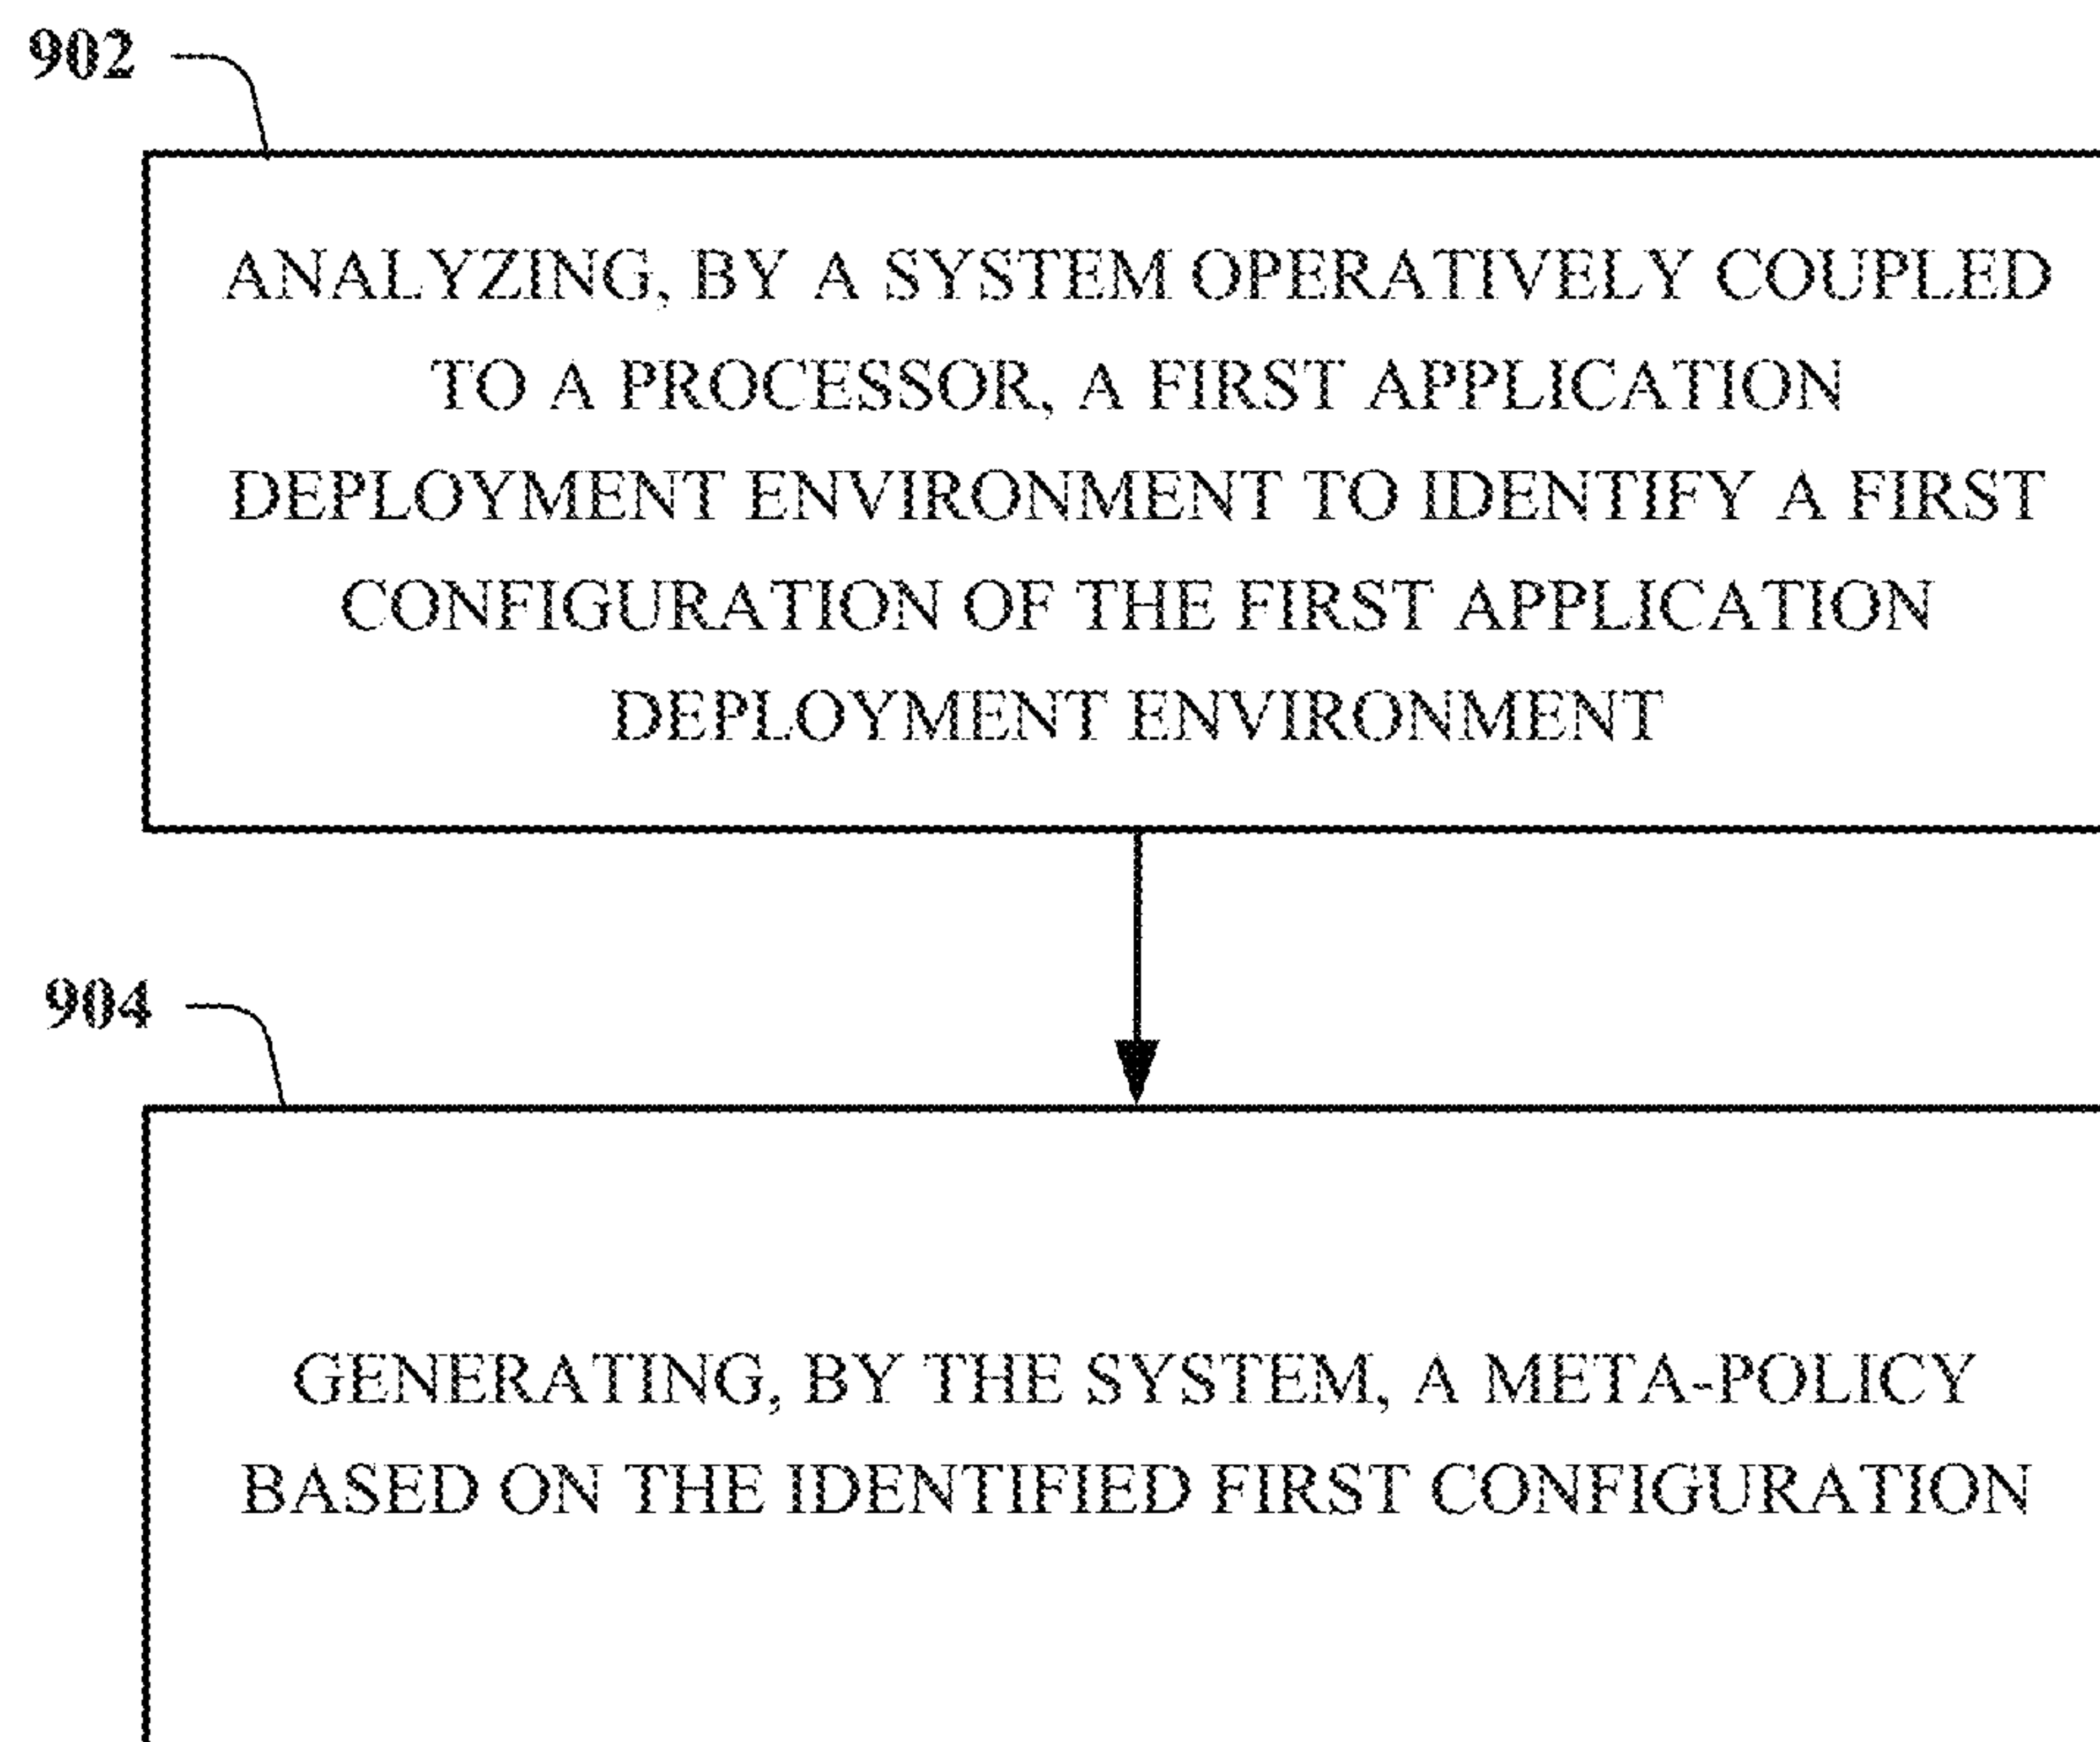 902
ANALYZING, BY A SYSTEM OPERATIVELY COUPLED
TO A PROCESSOR, A FIRST APPLICATION
DEPLOYMENT ENVIRONMENT TO IDENTIFY A FIRST
CONFIGURATION OF THE FIRST APPLICATION
DEPLOYMENT ENVIRONMENT
904
GENERATING, BY THE SYSTEM, A META-POLICY
BASED ON THE IDENTIFIED FIRST CONFIGURATION